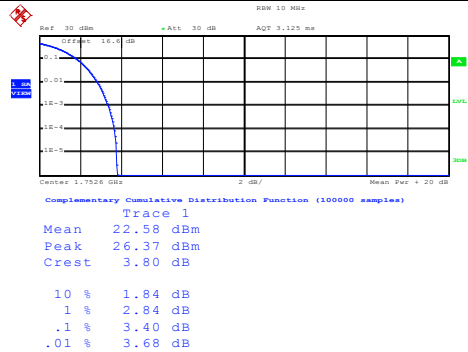 RBW 10 MHz
Ref 30 dBm *Att 30 dB AQT 3.125 ms
Offset 16.6 dB
0.1
A
0.01
1 SA
VIEW
1E-3
LVL
1E-4
1E-5
3DB
Center 1.7526 GHz 2 dB/ Mean Pwr + 20 dB
Complementary Cumulative Distribution Function (100000 samples)
Trace 1
Mean 22.58 dBm
Peak 26.37 dBm
Crest 3.80 dB
10 % 1.84 dB
1 % 2.84 dB
.1 % 3.40 dB
.01 % 3.68 dB